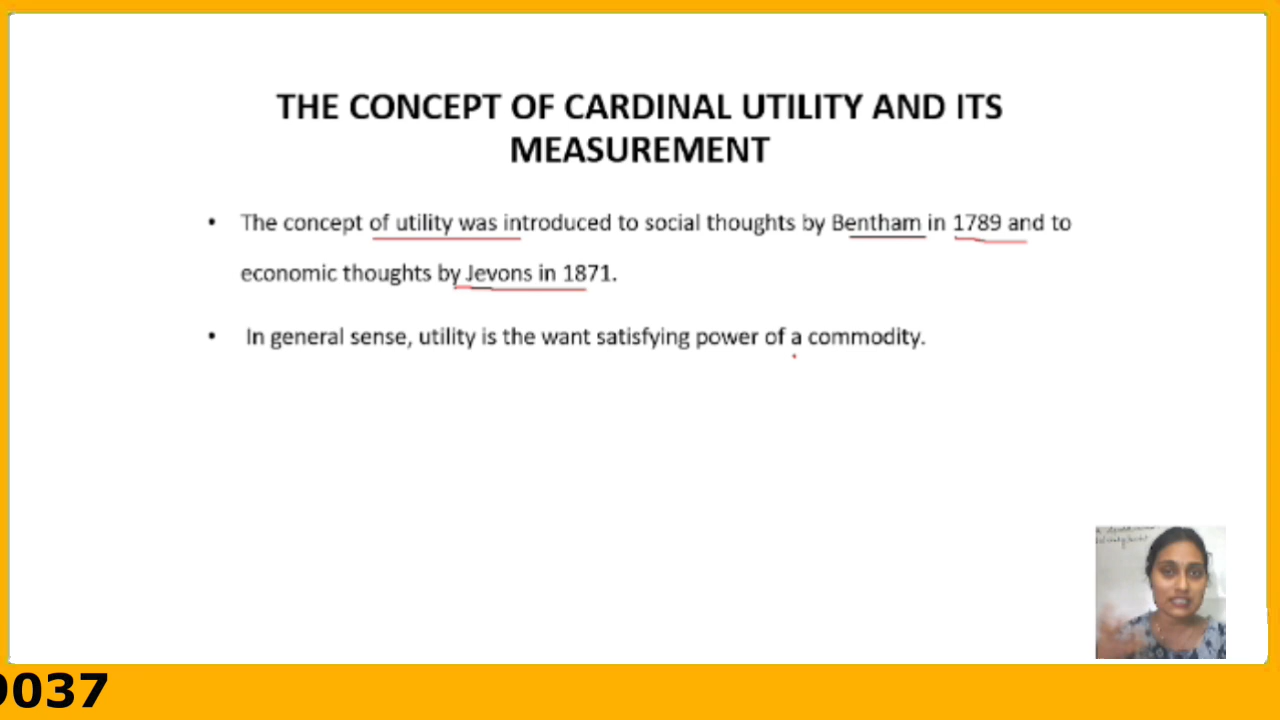 THE CONCEPT OF CARDINAL UTILITY AND ITS
MEASUREMENT
• The concept of utility was introduced to social thoughts by Bentham in 1789 and to
economic thoughts by Jevons in 1871.
• In general sense, utility is the want satisfying power of a commodity.
037